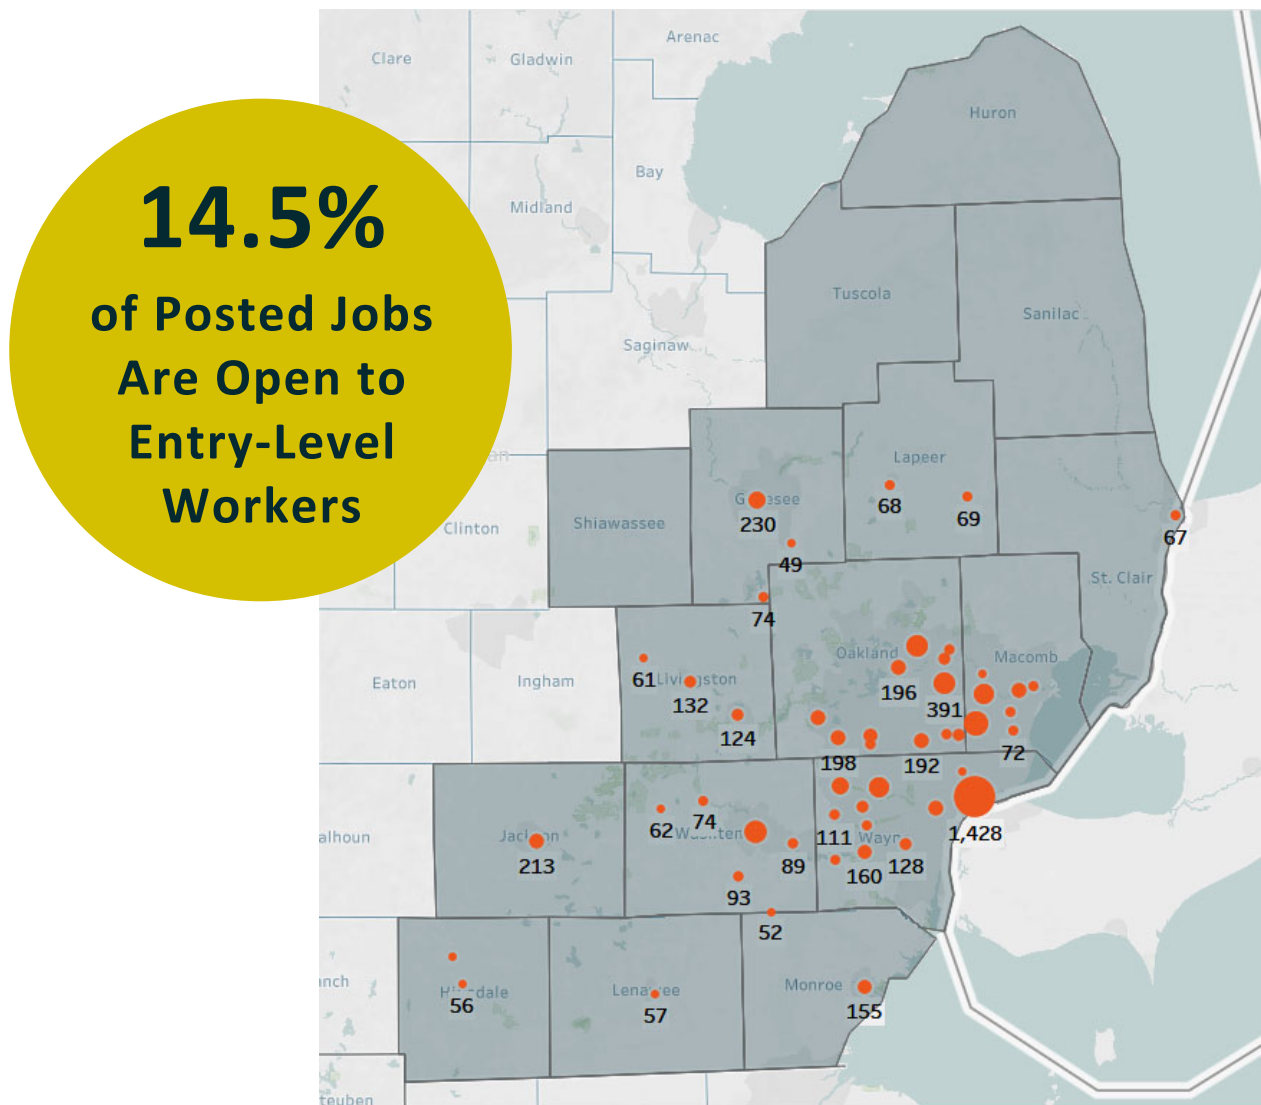 14.5%
of Posted Jobs
Are Open to
Entry-Level
Workers
Arenac
Clare
Gladwin
Huron
Bay
Midland
Tuscola
Sanilac
Saginaw
Lapeer
68
69
230
49
Shiawassee
Clinton
67
St. Clair
74
Oakland
Macomb
61
Livingston
132
124
196
391
Eaton
Ingham
198
192
72
Jackson
213
62
74
89
93
111
Wayne
160
128
1,428
52
56
Lenawee
57
Monroe
155